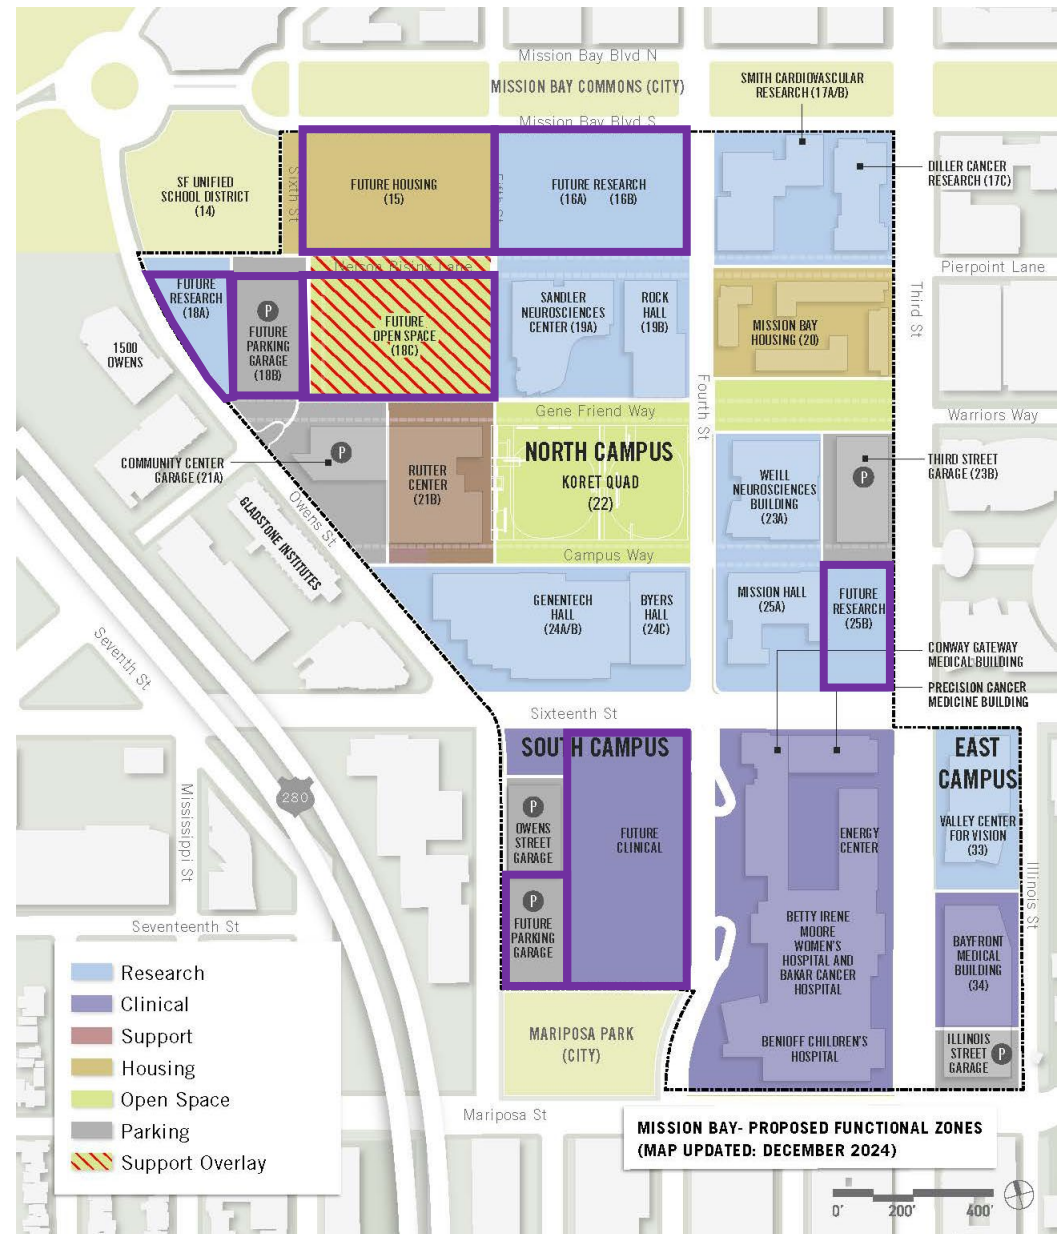 Mission Bay Blvd N
MISSION BAY COMMONS (CITY)
SMITH CARDIOVASCULAR
RESEARCH (17A/B)
Mission Bay Blvd S
DILLER CANCER
RESEARCH (17C)
SF UNIFIED
SCHOOL DISTRICT
(14)
Sixth St
FUTURE HOUSING
(15)
FUTURE RESEARCH
(16A) (16B)
Nelson Rising Lane
Pierpoint Lane
Third St
FUTURE
RESEARCH
(18A)
P
FUTURE
PARKING
GARAGE
(18B)
FUTURE
OPEN SPACE
(18C)
SANDLER
NEUROSCIENCES
CENTER (19A)
ROCK
HALL
(19B)
MISSION BAY
HOUSING (20)
1500
OWENS
Fourth St
Gene Friend Way
Warriors Way
COMMUNITY CENTER
GARAGE (21A)
P
RUTTER
CENTER
(21B)
NORTH CAMPUS
KORET QUAD
(22)
WEILL
NEUROSCIENCES
BUILDING
(23A)
P
THIRD STREET
GARAGE (23B)
GLADSTONE INSTITUTES
Owens St
Campus Way
GENENTECH
HALL
(24A/B)
BYERS
HALL
(24C)
MISSION HALL
(25A)
FUTURE
RESEARCH
(25B)
CONWAY GATEWAY
MEDICAL BUILDING
PRECISION CANCER
MEDICINE BUILDING
Seventh St
Sixteenth St
SOUTH CAMPUS
EAST
CAMPUS
280
Mississippi St
P
OWENS
STREET
GARAGE
FUTURE
CLINICAL
ENERGY
CENTER
VALLEY CENTER
FOR VISION
(33)
Illinois St
P
FUTURE
PARKING
GARAGE
BETTY IRENE
MOORE
WOMEN'S
HOSPITAL AND
BAKAR CANCER
HOSPITAL
BAYFRONT
MEDICAL
BUILDING
(34)
Seventeenth St
MARIPOSA PARK
(CITY)
BENIOFF CHILDREN'S
HOSPITAL
ILLINOIS
STREET
GARAGE
P
Mariposa St
Research
Clinical
Support
Housing
Open Space
Parking
Support Overlay
MISSION BAY- PROPOSED FUNCTIONAL ZONES
(MAP UPDATED: DECEMBER 2024)
0' 200' 400'